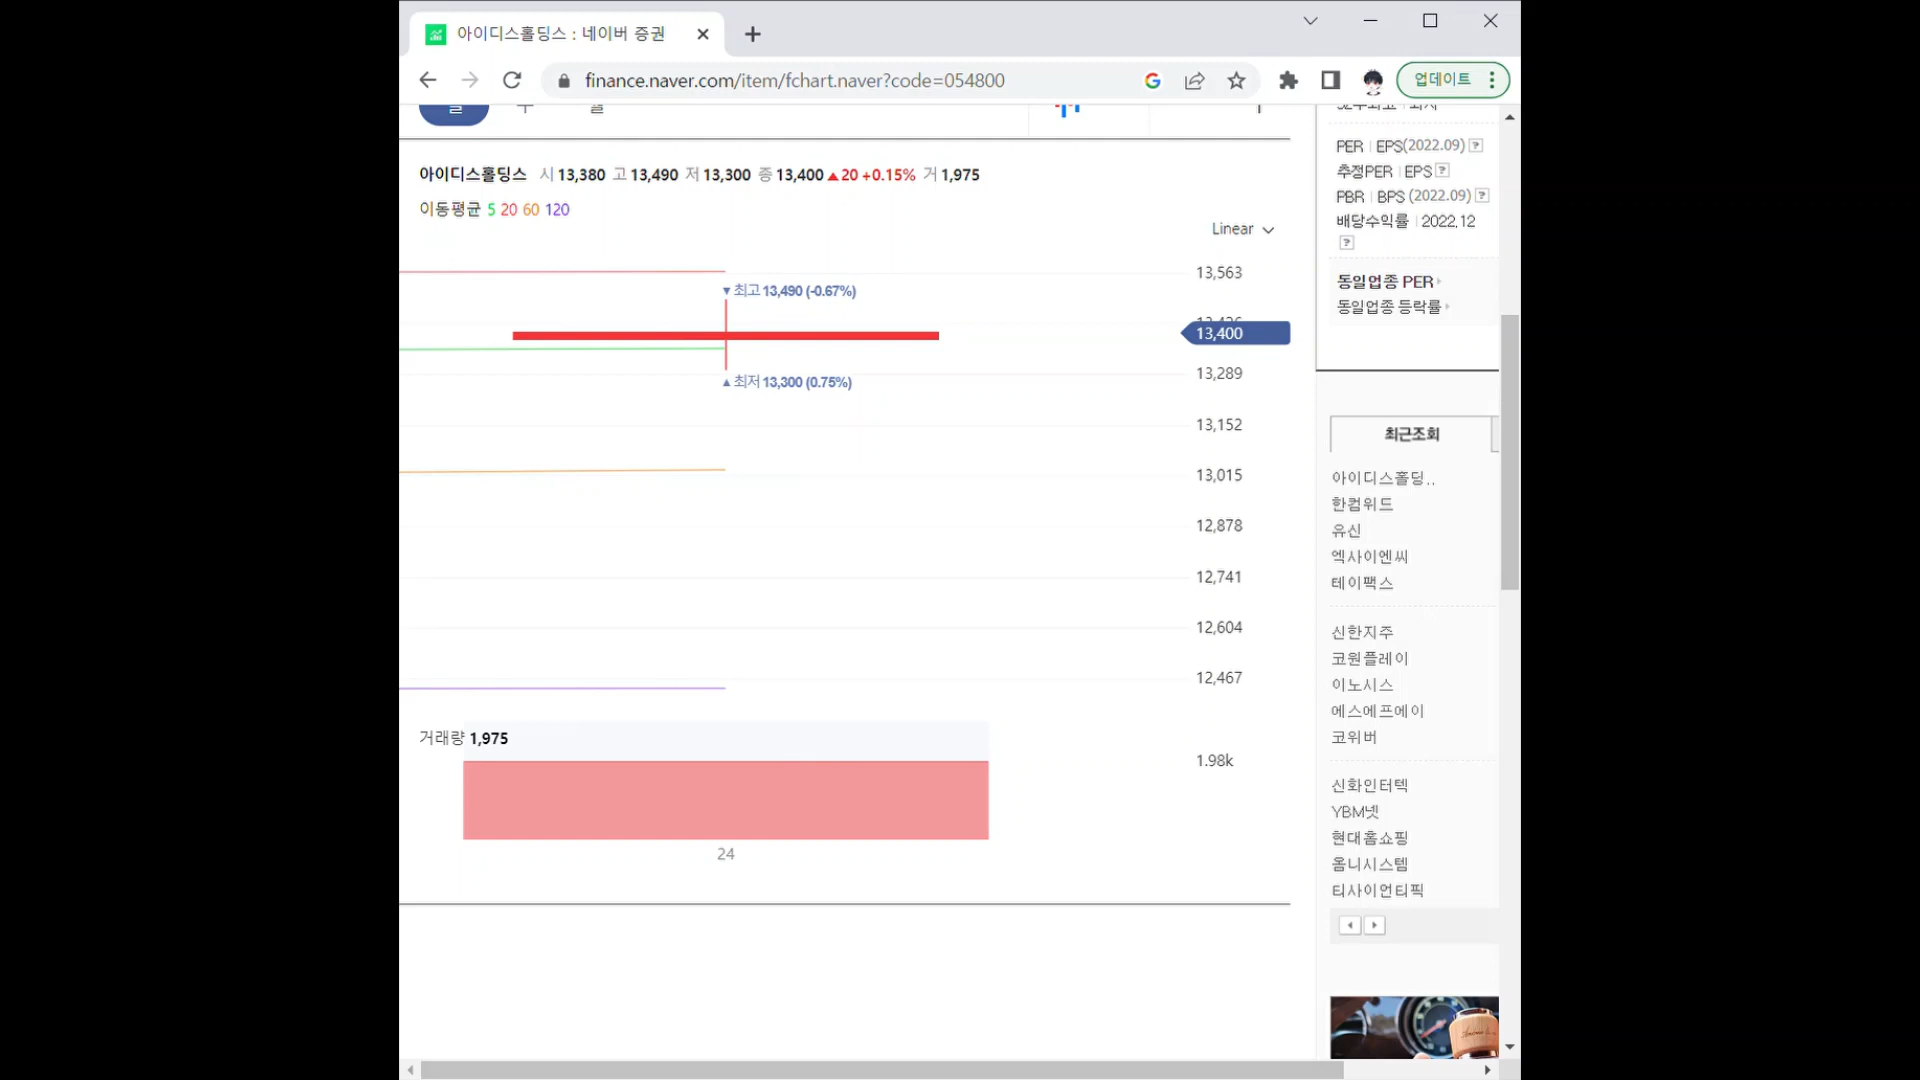 아이디스홀딩스 : 네이버 증권
finance.naver.com/item/fchart.naver?code=054800
업데이트
아이디스홀딩스 시 13,380 고 13,490 저 13,300 종 13,400 ▲20 +0.15% 거 1,975
이동평균 5 20 60 120
Linear
13,563
▼최고 13,490 (-0.67%)
13,400
▲최저 13,300 (0.75%)
13,289
13,152
13,015
12,878
12,741
12,604
12,467
거래량 1,975
1.98k
24
PER | EPS(2022.09) ?
추정PER | EPS ?
PBR | BPS (2022.09) ?
배당수익률 | 2022.12
?
동일업종 PER
동일업종 등락률
최근조회
아이디스홀딩..
한컴위드
유신
엑사이엔씨
테이팩스
신한지주
코원플레이
이노시스
에스에프에이
코위버
신화인터텍
YBM넷
현대홈쇼핑
옴니시스템
티사이언티픽